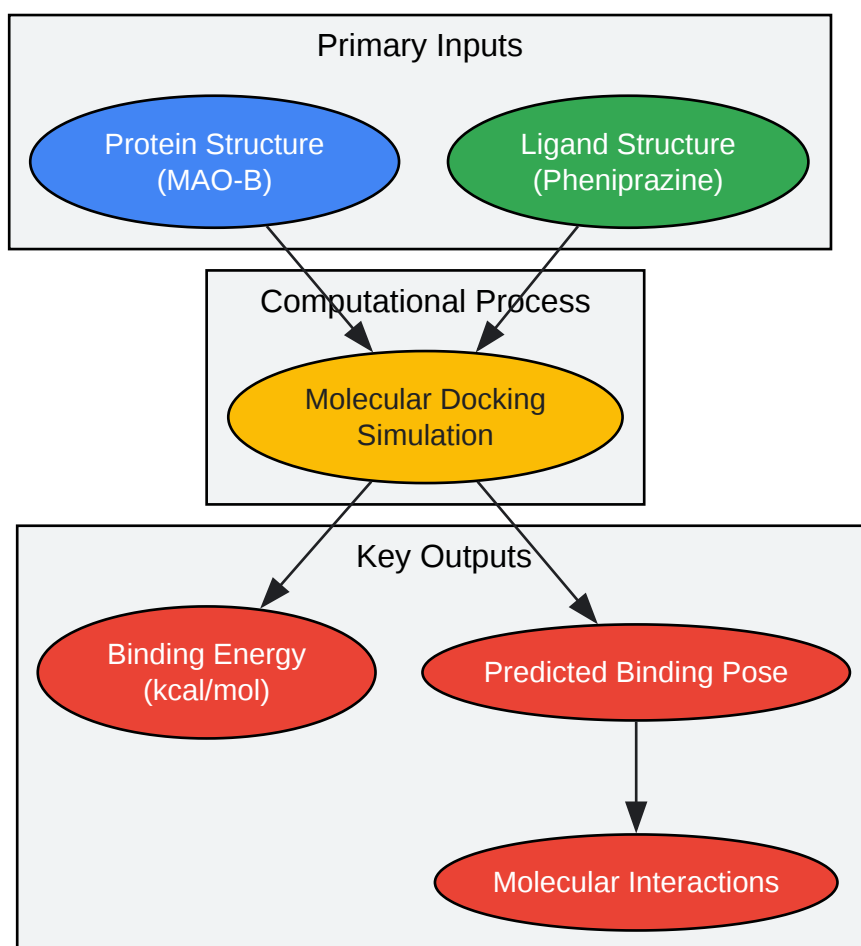 Primary Inputs
Protein Structure
(MAO-B)
Ligand Structure
(Pheniprazine)
Computational Process
Molecular Docking
Simulation
Key Outputs
Binding Energy
(kcal/mol)
Predicted Binding Pose
Molecular Interactions